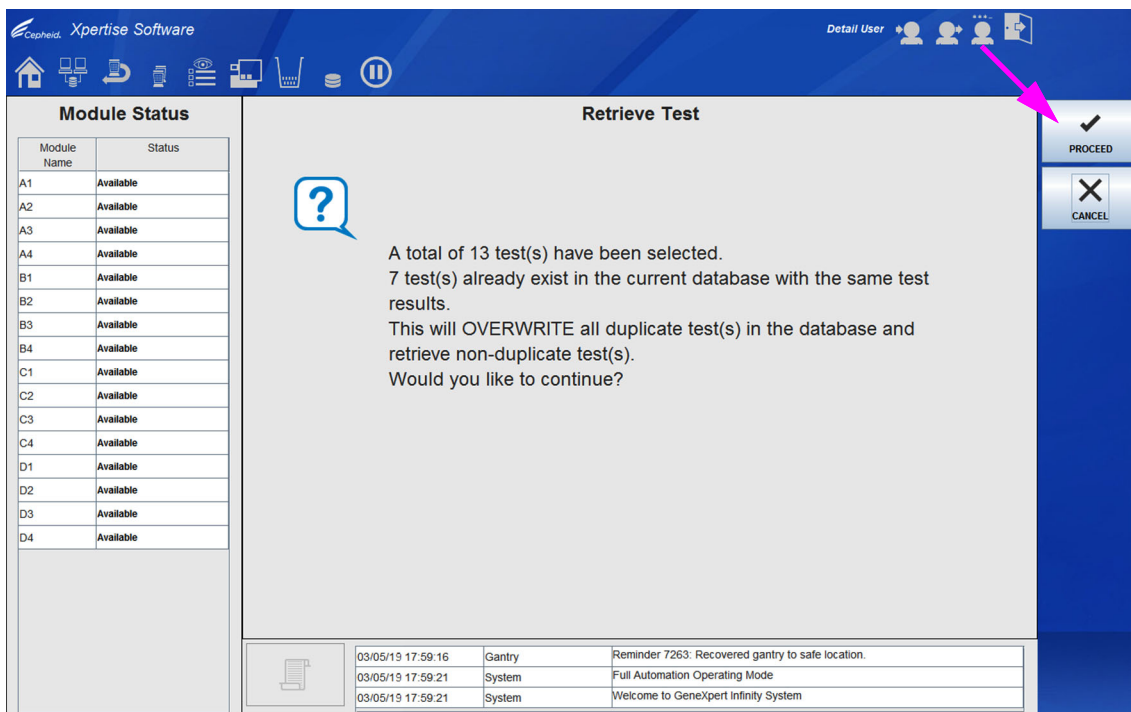 Cepheid. Xpertise Software
Detail User
Module Status
Module Name Status
A1 Available
A2 Available
A3 Available
A4 Available
B1 Available
B2 Available
B3 Available
B4 Available
C1 Available
C2 Available
C3 Available
C4 Available
D1 Available
D2 Available
D3 Available
D4 Available
Retrieve Test
?
A total of 13 test(s) have been selected.
7 test(s) already exist in the current database with the same test
results.
This will OVERWRITE all duplicate test(s) in the database and
retrieve non-duplicate test(s).
Would you like to continue?
PROCEED
CANCEL
03/05/19 17:59:16 Gantry Reminder 7263: Recovered gantry to safe location.
03/05/19 17:59:21 System Full Automation Operating Mode
03/05/19 17:59:21 System Welcome to GeneXpert Infinity System